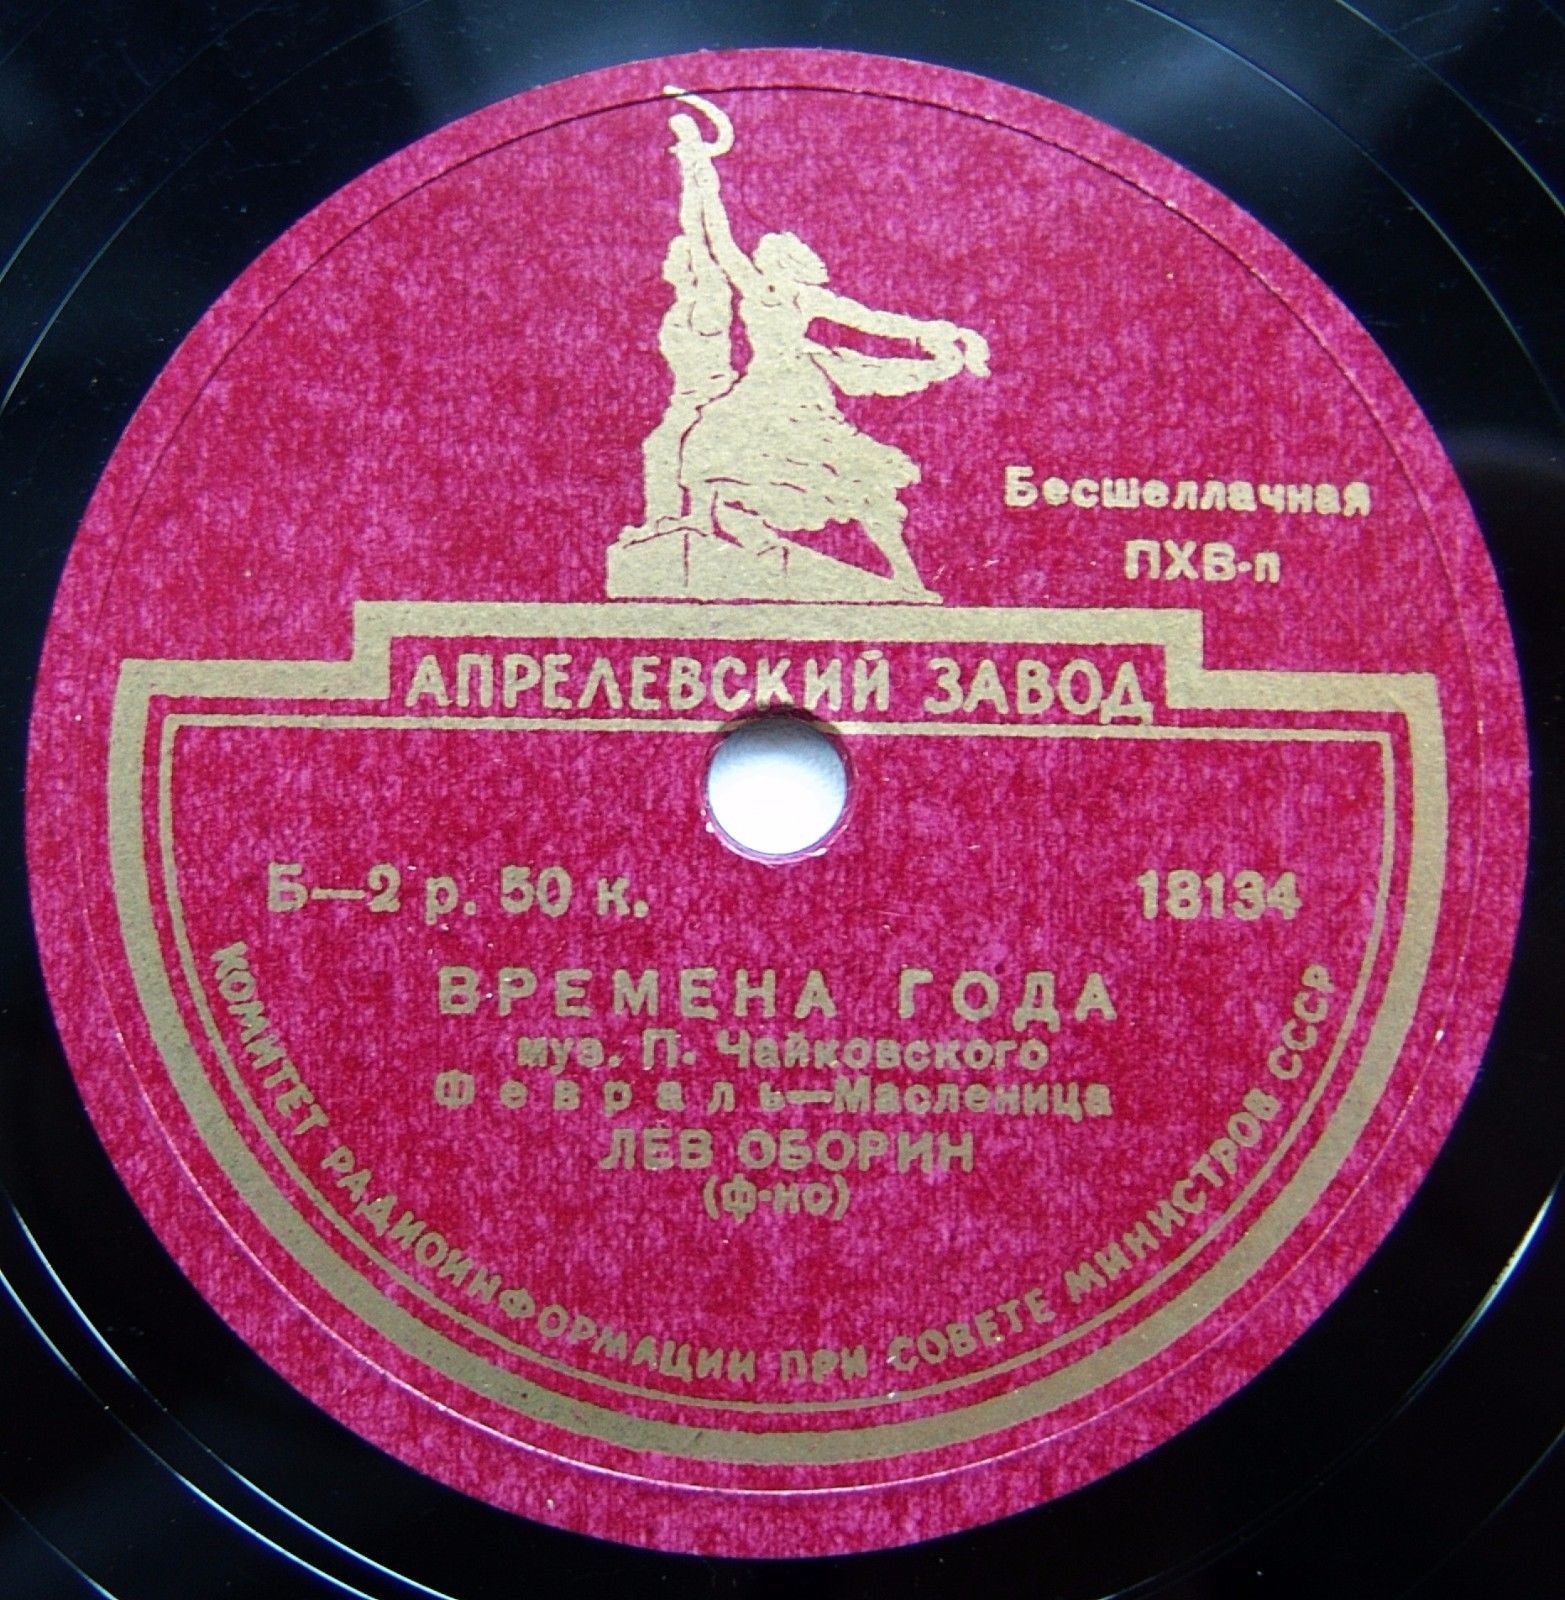 Бесшеллачная
ПХВ-п
АПРЕЛЕВСКИЙ ЗАВОД
Б—2 р. 50 к.
18134
ВРЕМЕНА ГОДА
муз. П. Чайковского
Февраль—Масленица
ЛЕВ ОБОРИН
(ф-но)
КОМИТЕТ РАДИОИНФОРМАЦИИ ПРИ СОВЕТЕ МИНИСТРОВ СССР